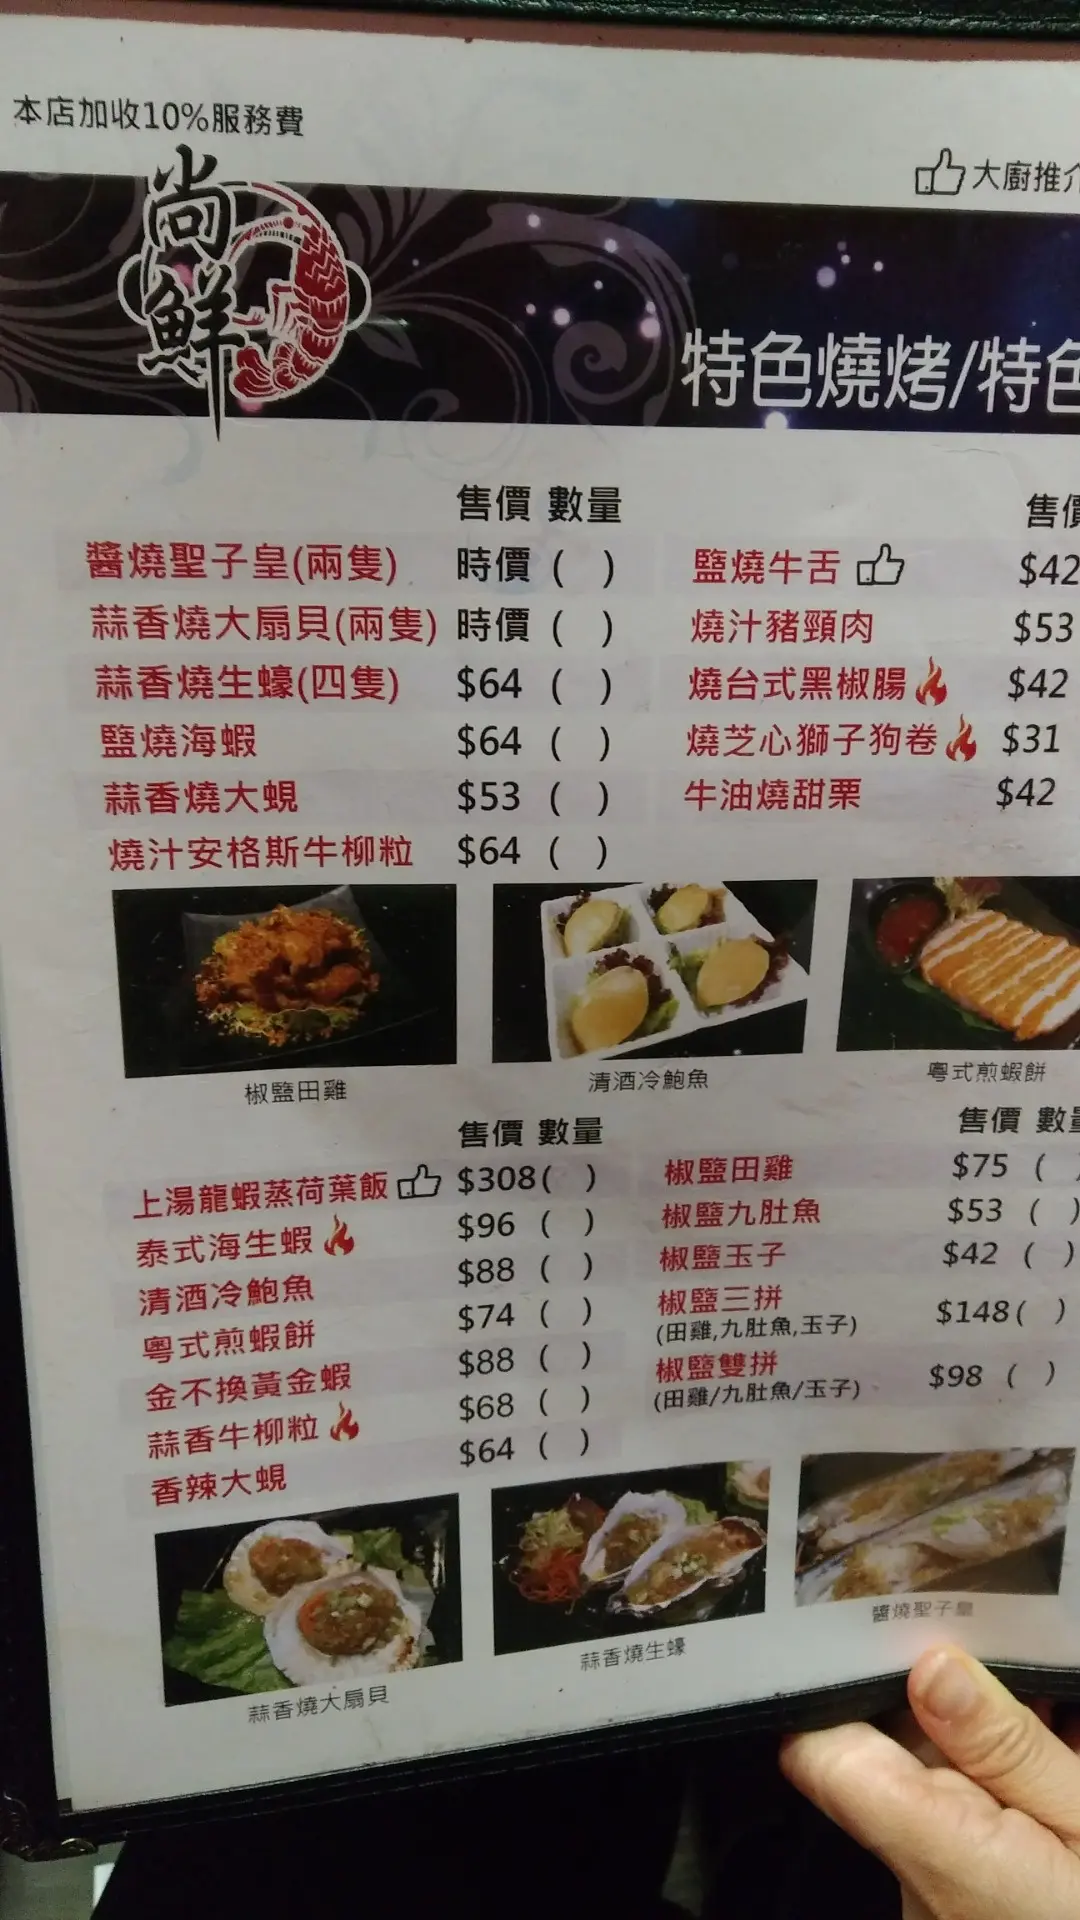 本店加收10%服務費
大廚推介
尚鮮
特色燒烤/特色
售價 數量
醬燒聖子皇(兩隻) 時價 ( )
蒜香燒大扇貝(兩隻) 時價 ( )
蒜香燒生蠔(四隻) $64 ( )
鹽燒海蝦 $64 ( )
蒜香燒大蜆 $53 ( )
燒汁安格斯牛柳粒 $64 ( )
售價
鹽燒牛舌 $42
燒汁豬頸肉 $53
燒台式黑椒腸 $42
燒芝心獅子狗卷 $31
牛油燒甜栗 $42
椒鹽田雞
清酒冷鮑魚
粵式煎蝦餅
售價 數量
上湯龍蝦蒸荷葉飯 $308( )
泰式海生蝦 $96 ( )
清酒冷鮑魚 $88 ( )
粵式煎蝦餅 $74 ( )
金不換黃金蝦 $88 ( )
蒜香牛柳粒 $68 ( )
香辣大蜆 $64 ( )
售價 數量
椒鹽田雞 $75 ( )
椒鹽九肚魚 $53 ( )
椒鹽玉子 $42 ( )
椒鹽三拼 $148( )
(田雞,九肚魚,玉子)
椒鹽雙拼 $98 ( )
(田雞/九肚魚/玉子)
蒜香燒大扇貝
蒜香燒生蠔
醬燒聖子皇